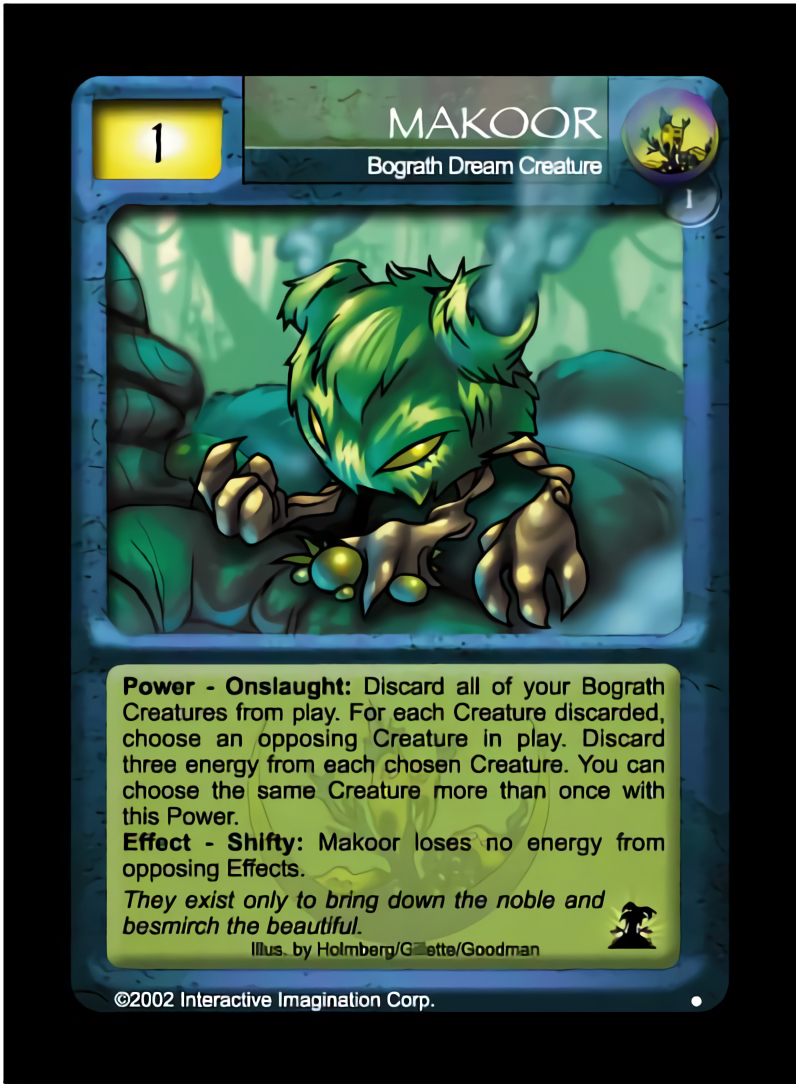 1
MAKOOR
Bograth Dream Creature
1
Power - Onslaught: Discard all of your Bograth
Creatures from play. For each Creature discarded,
choose an opposing Creature in play. Discard
three energy from each chosen Creature. You can
choose the same Creature more than once with
this Power.
Effect - Shifty: Makoor loses no energy from
opposing Effects.
They exist only to bring down the noble and
besmirch the beautiful.
Illus. by Holmberg/Gillette/Goodman
©2002 Interactive Imagination Corp.